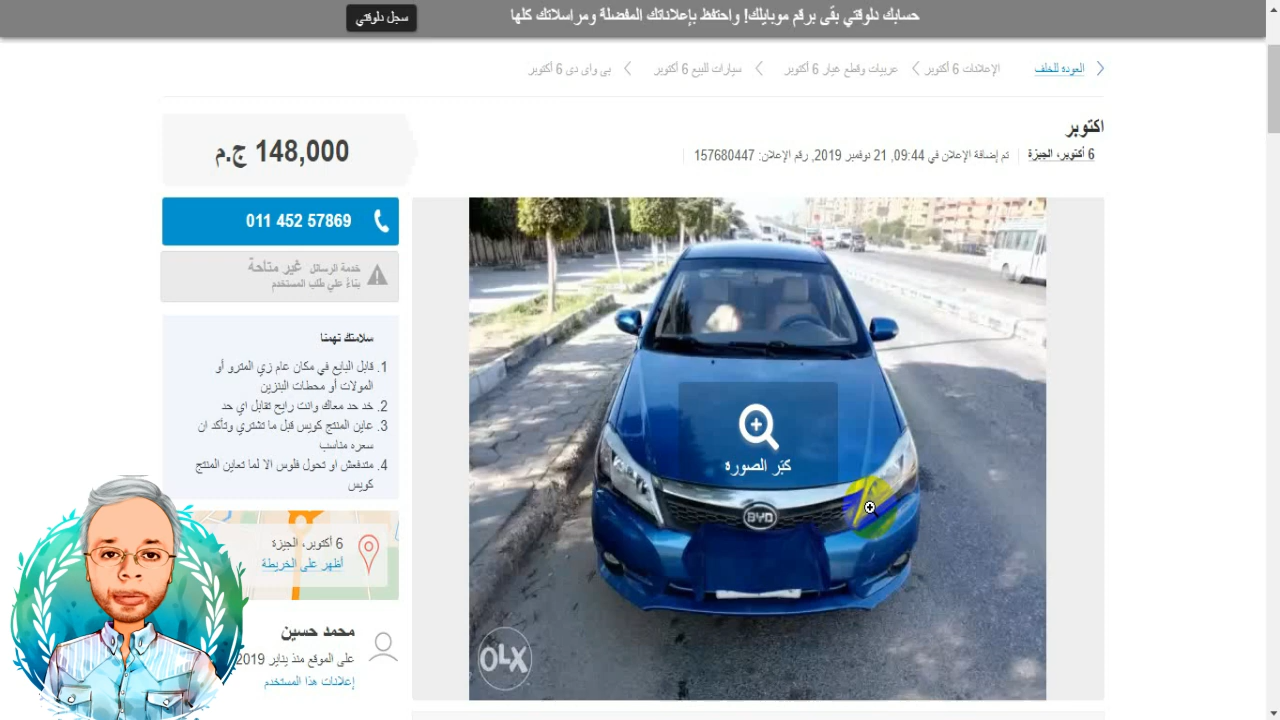 حسابك دلوقتي بقى برقم موبايلك! واحتفظ بإعلاناتك المفضلة ومراسلاتك كلها
سجل دلوقتي
العوده للخلف
الإعلانات 6 أكتوبر
عربيات وقطع غيار 6 أكتوبر
سيارات للبيع 6 أكتوبر
بى واى دى 6 أكتوبر
اكتوبر
6 أكتوبر، الجيزة
تم إضافة الإعلان في 09:44, 21 نوفمبر 2019, رقم الإعلان: 157680447
148,000 ج.م
011 452 57869
خدمة الرسائل غير متاحة
بناءً علي طلب المستخدم
سلامتك تهمنا
1. قابل البايع في مكان عام زي المترو أو
المولات أو محطات البنزين
2. خد حد معاك وانت رايح تقابل اي حد
3. عاين المنتج كويس قبل ما تشتري وتأكد ان
سعره مناسب
4. متدفعش او تحول فلوس الا لما تعاين المنتج
كويس
6 أكتوبر، الجيزة
أظهر على الخريطة
محمد حسين
على الموقع منذ يناير 2019
إعلانات هذا المستخدم
كبّر الصوره
BYD
OLX